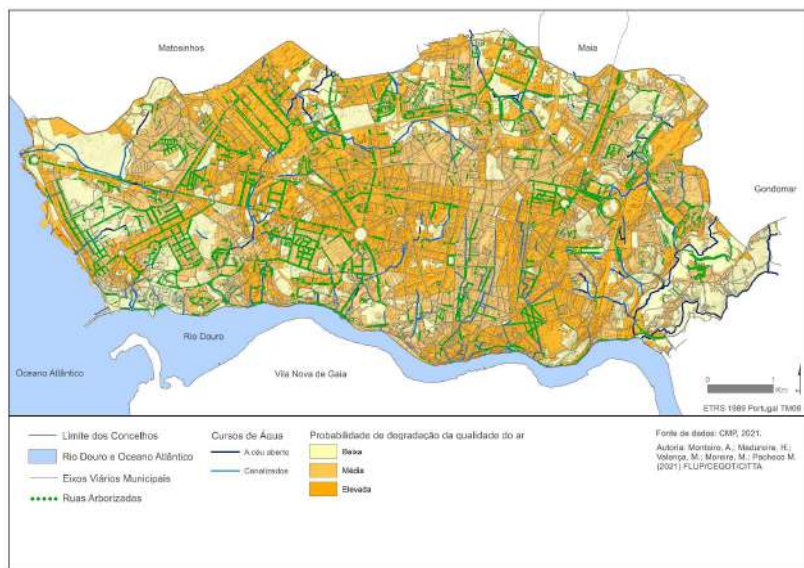 Matosinhos
Maia
Gondomar
Rio Douro
Oceano Atlântico
Vila Nova de Gaia
0 1
Km
ETRS 1989 Portugal TM06
Limite dos Concelhos
Rio Douro e Oceano Atlântico
Eixos Viários Municipais
Ruas Arborizadas
Cursos de Água
A céu aberto
Canalizados
Probabilidade de degradação da qualidade do ar
Baixa
Média
Elevada
Fonte de dados: CMP, 2021.
Autoria: Monteiro, A.; Madureira, H.;
Valença, M.; Moreira, M.; Pacheco M.
(2021) FLUP/CEGOT/CITTA